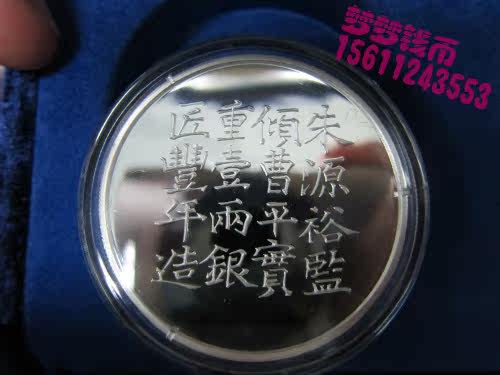 梦梦钱币
15611243553
朱源裕監
傾曹平實
重壹兩銀
匠豐年造